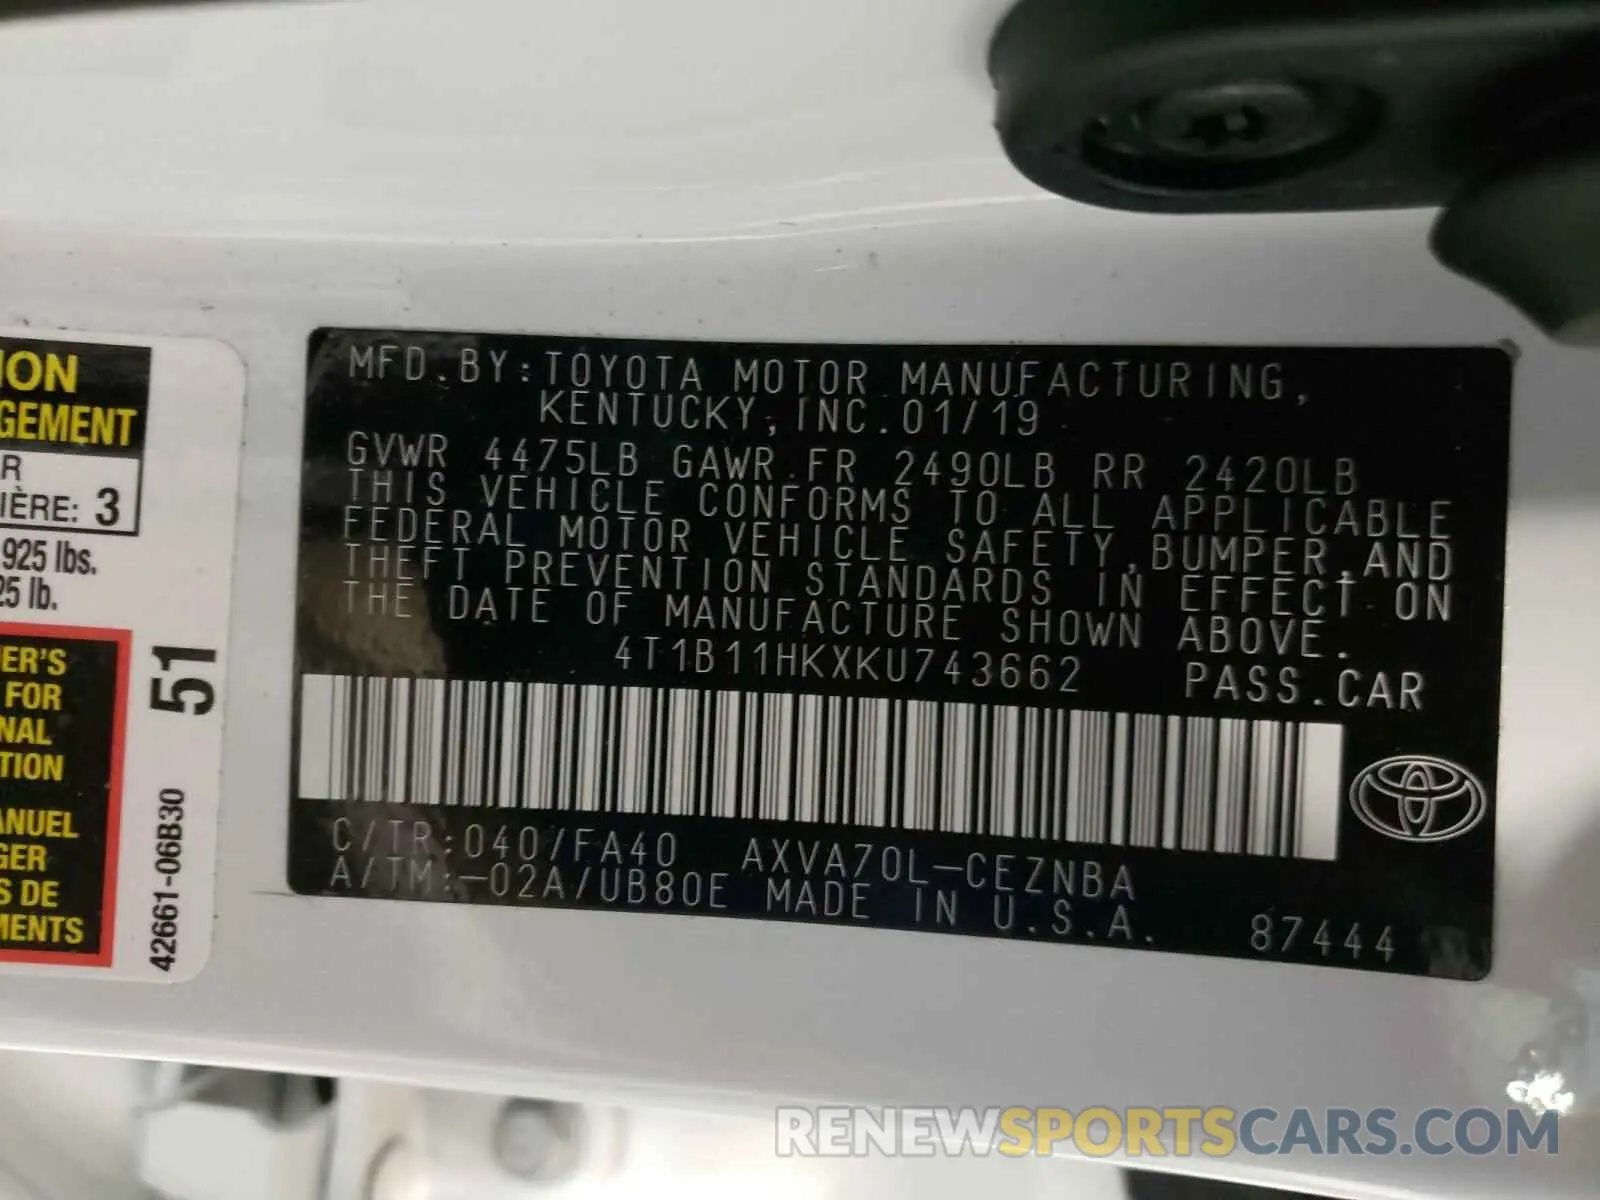 MFD.BY:TOYOTA MOTOR MANUFACTURING,
KENTUCKY, INC.01/19
GVWR 4475LB GAWR FR 2490LB RR 2420LB
THIS VEHICLE CONFORMS TO ALL APPLICABLE
FEDERAL MOTOR VEHICLE SAFETY,BUMPER,AND
THEFT PREVENTION STANDARDS IN EFFECT ON
THE DATE OF MANUFACTURE SHOWN ABOVE.
4T1B11HKXKU743662 PASS.CAR
C/TR:040/FA40 AXVA70L-CEZNBA
A/TM:-02A/UB80E MADE IN U.S.A.
87444
ION
GEMENT
R
IÈRE: 3
925 lbs.
25 lb.
ER'S
FOR
NAL
TION
ANUEL
GER
S DE
MENTS
51
42661-06B30
RENEWSPORTSCARS.COM